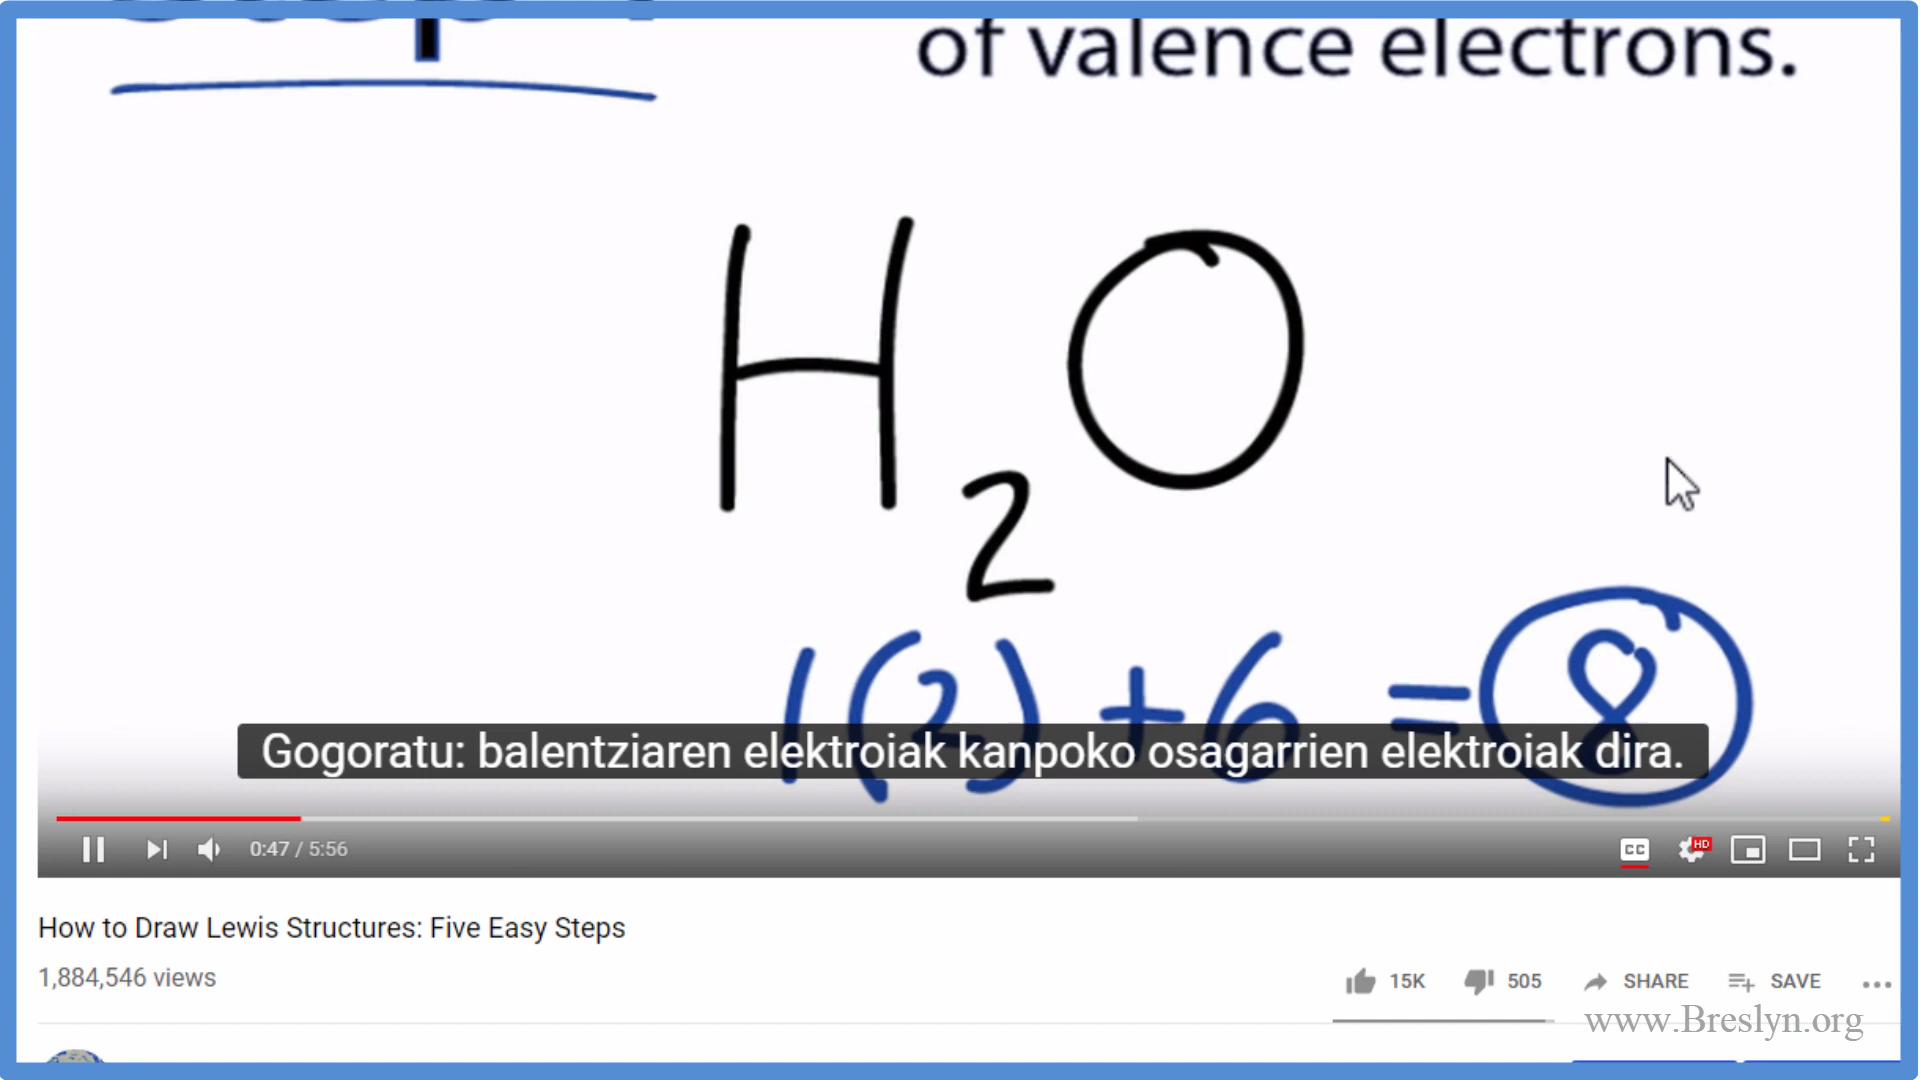 of valence electrons.
H2O
1(2)+6=8
Gogoratu: balentziaren elektroiak kanpoko osagarrien elektroiak dira.
0:47 / 5:56
CC
HD
How to Draw Lewis Structures: Five Easy Steps
1,884,546 views
15K 505 SHARE SAVE
www.Breslyn.org